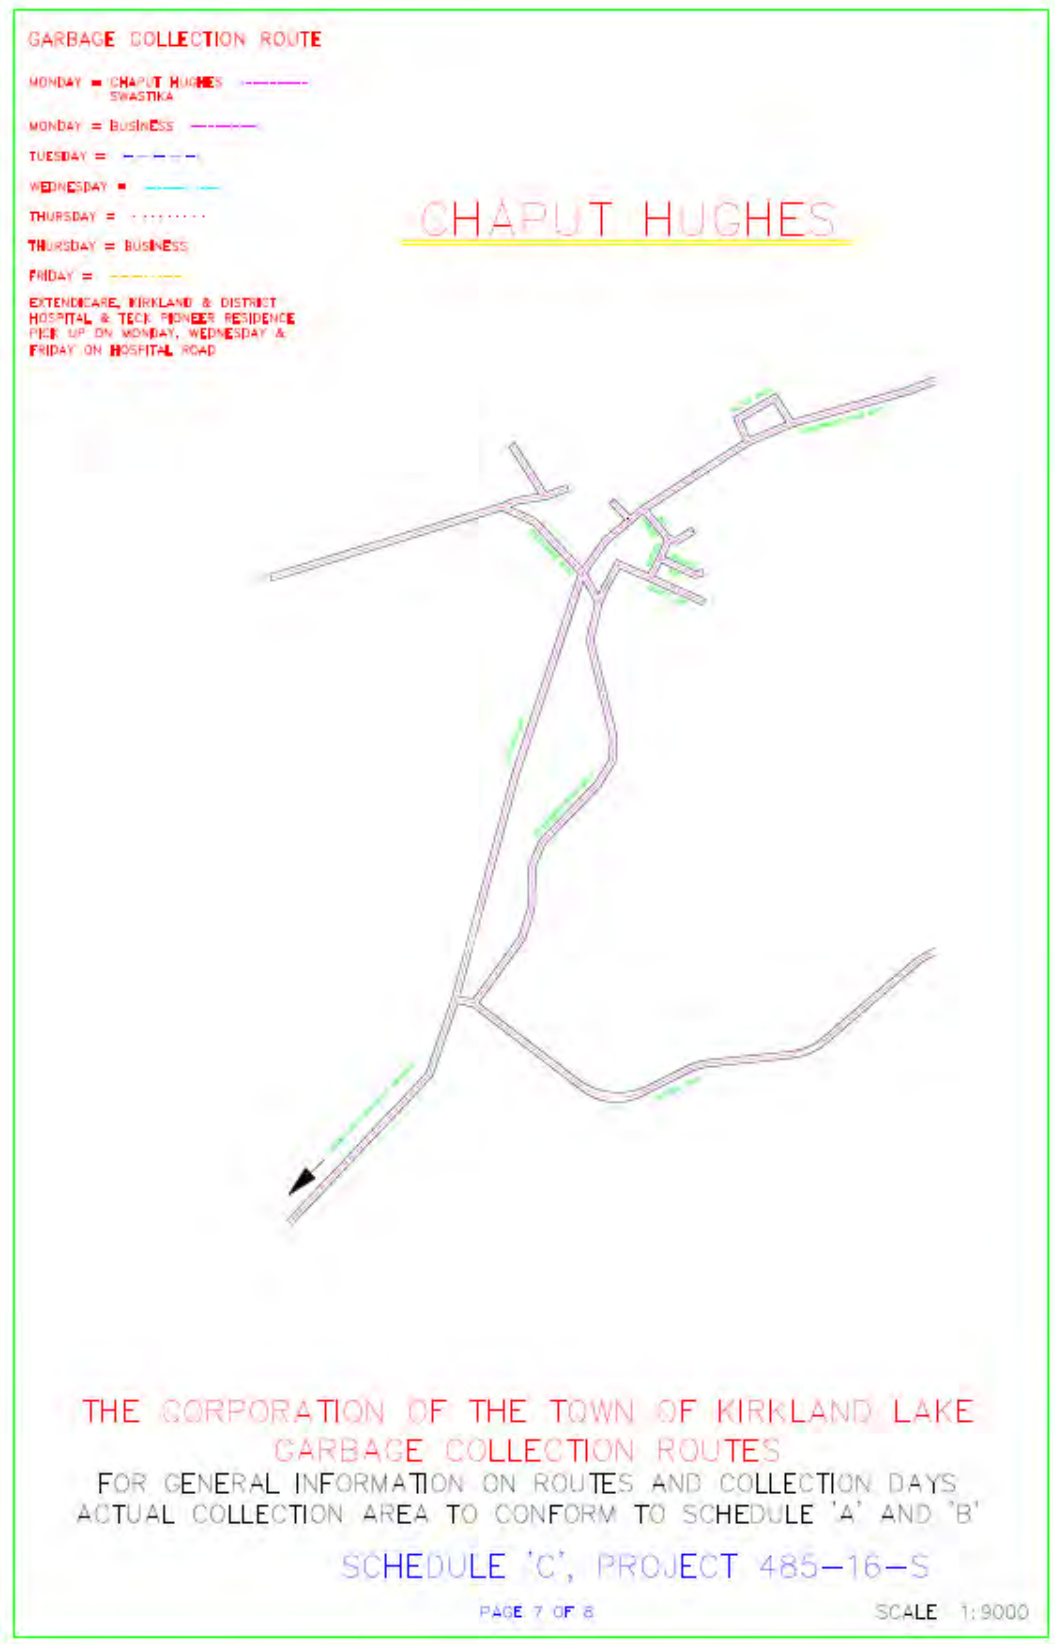 GARBAGE COLLECTION ROUTE
MONDAY = CHAPUT HUGHES
SWASTIKA
MONDAY = BUSINESS
TUESDAY =
WEDNESDAY =
THURSDAY =
THURSDAY = BUSINESS
FRIDAY =
EXTENDICARE, KIRKLAND & DISTRICT
HOSPITAL & TECK PIONEER RESIDENCE
PICK UP ON MONDAY, WEDNESDAY &
FRIDAY ON HOSPITAL ROAD
CHAPUT HUGHES
THE CORPORATION OF THE TOWN OF KIRKLAND LAKE
GARBAGE COLLECTION ROUTES
FOR GENERAL INFORMATION ON ROUTES AND COLLECTION DAYS
ACTUAL COLLECTION AREA TO CONFORM TO SCHEDULE 'A' AND 'B'
SCHEDULE 'C', PROJECT 485-16-S
PAGE 7 OF 8
SCALE 1:9000